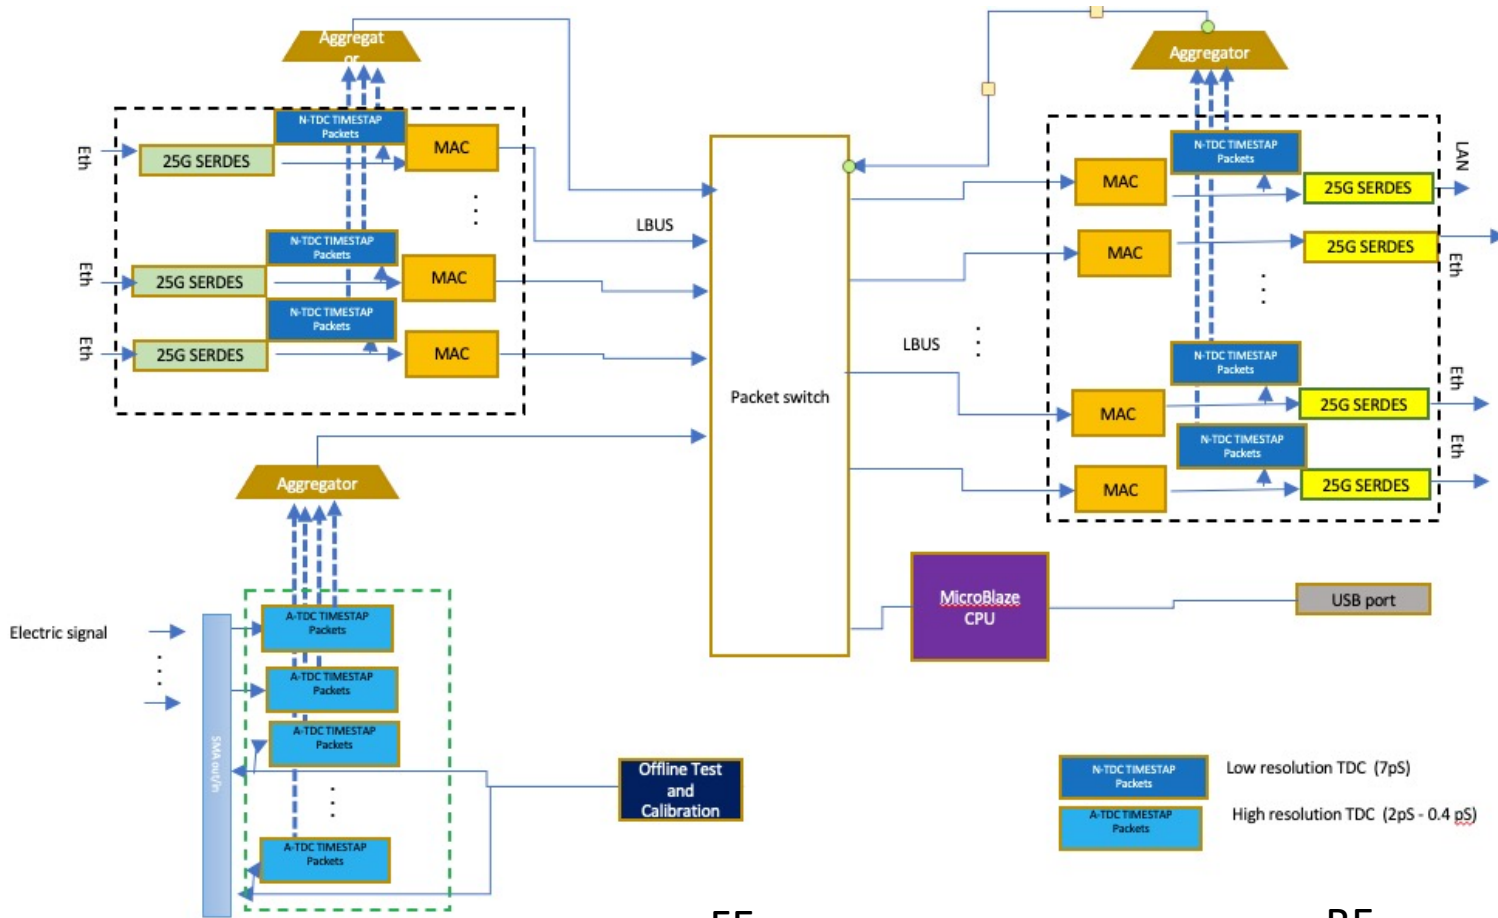 Aggregat
or
Aggregator
N-TDC TIMESTAP
Packets
MAC
Eth
25G SERDES
N-TDC TIMESTAP
Packets
MAC
25G SERDES
LAN
LBUS
N-TDC TIMESTAP
Packets
Eth
25G SERDES
MAC
MAC
25G SERDES
Eth
N-TDC TIMESTAP
Packets
Eth
25G SERDES
MAC
LBUS
N-TDC TIMESTAP
Packets
Eth
Packet switch
MAC
25G SERDES
N-TDC TIMESTAP
Packets
Eth
Aggregator
MAC
25G SERDES
MicroBlaze
CPU
USB port
Electric signal
A-TDC TIMESTAP
Packets
A-TDC TIMESTAP
Packets
A-TDC TIMESTAP
Packets
SMA out/in
Offline Test
and
Calibration
A-TDC TIMESTAP
Packets
N-TDC TIMESTAP
Packets
Low resolution TDC (7pS)
A-TDC TIMESTAP
Packets
High resolution TDC (2pS - 0.4 pS)